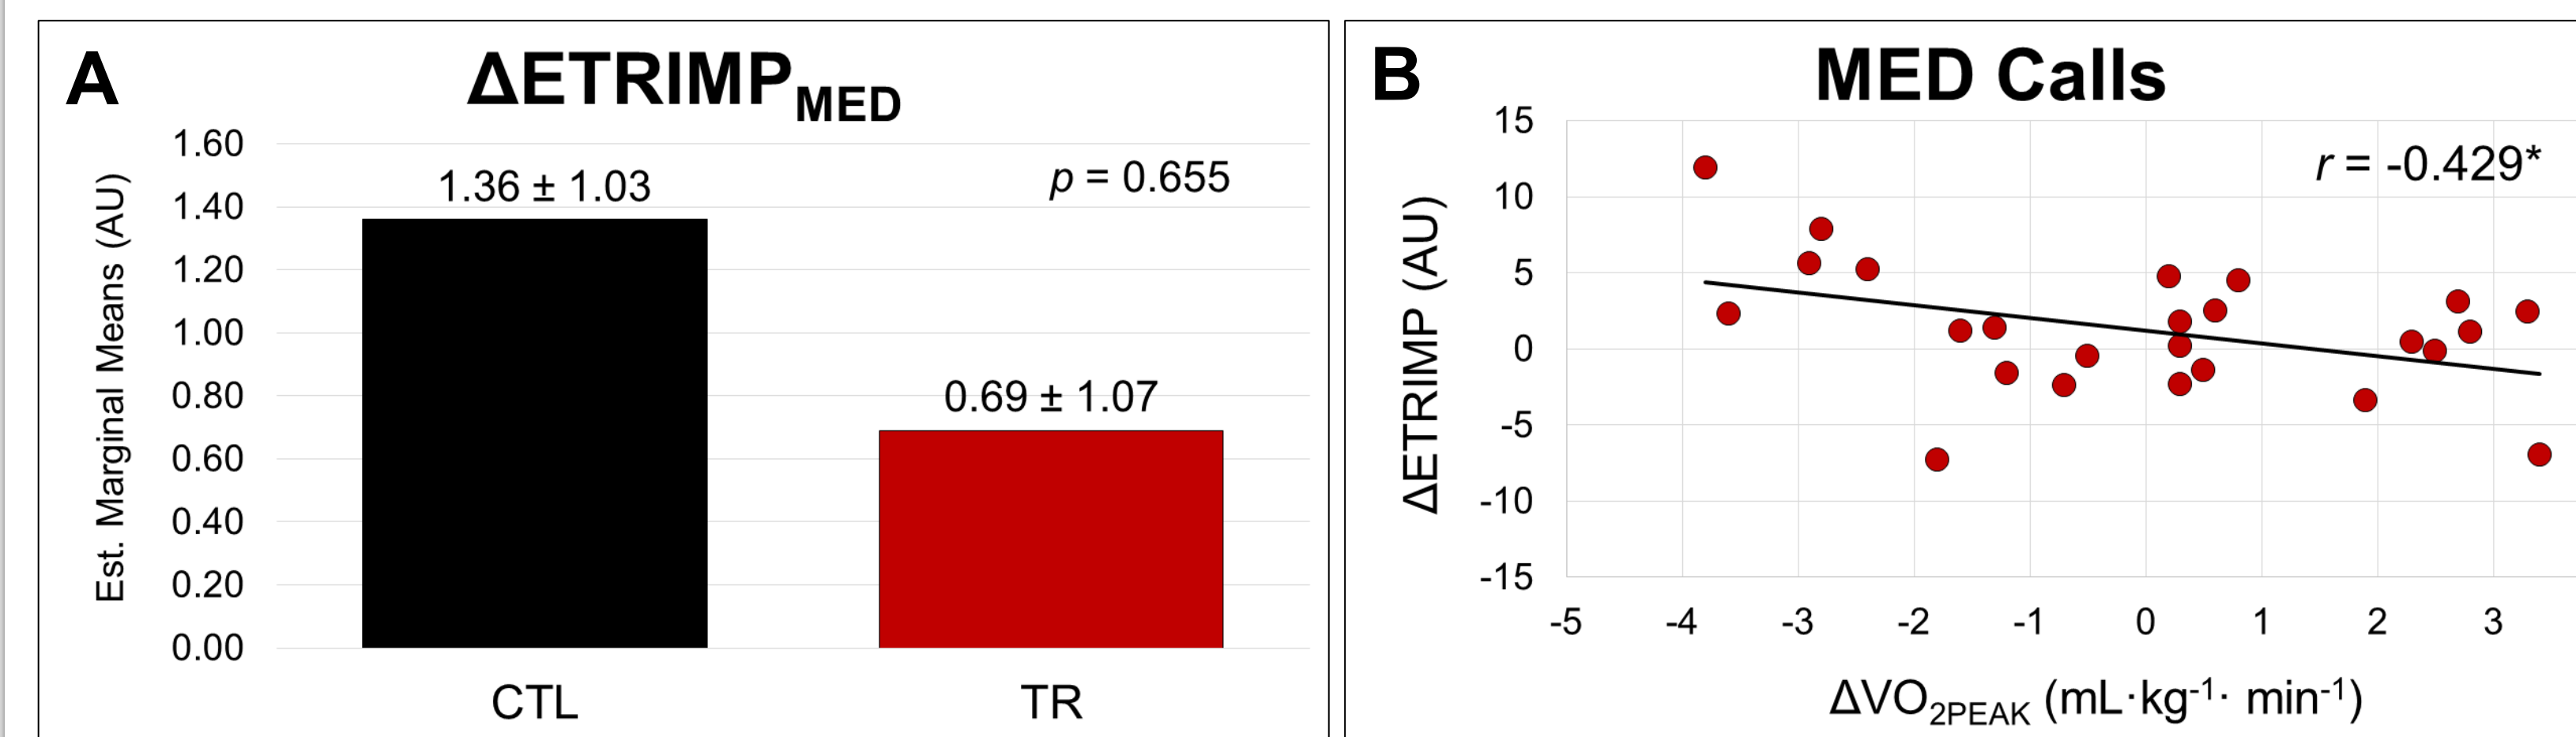 A
ΔETRIMPMED
1.60
1.40
1.20
1.00
0.80
0.60
0.40
0.20
0.00
Est. Marginal Means (AU)
1.36 ± 1.03
p = 0.655
0.69 ± 1.07
CTL
TR
B
MED Calls
15
10
5
0
-5
-10
-15
ΔETRIMP (AU)
r = -0.429*
-5 -4 -3 -2 -1 0 1 2 3
ΔVO2PEAK (mL·kg-1· min-1)